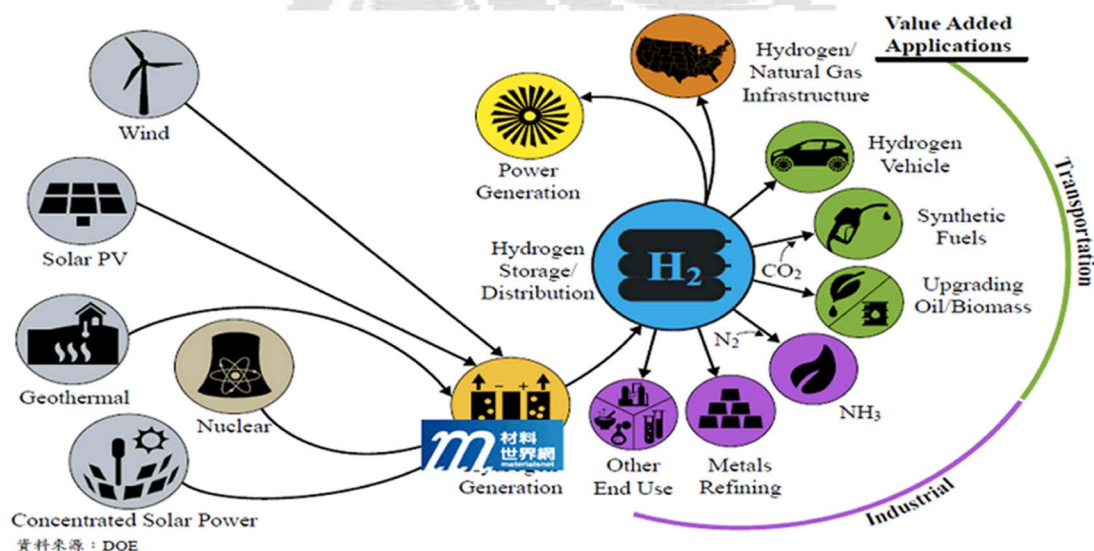 Value Added
Applications
Hydrogen/
Natural Gas
Infrastructure
Wind
Power
Generation
Hydrogen
Vehicle
Transportation
Solar PV
Hydrogen
Storage/
Distribution
H2
Synthetic
Fuels
CO2
Upgrading
Oil/Biomass
N2
Geothermal
Nuclear
NH3
- +
m 材料
世界網
materialsnet
Generation
Other
End Use
Metals
Refining
Industrial
Concentrated Solar Power
資料來源：DOE